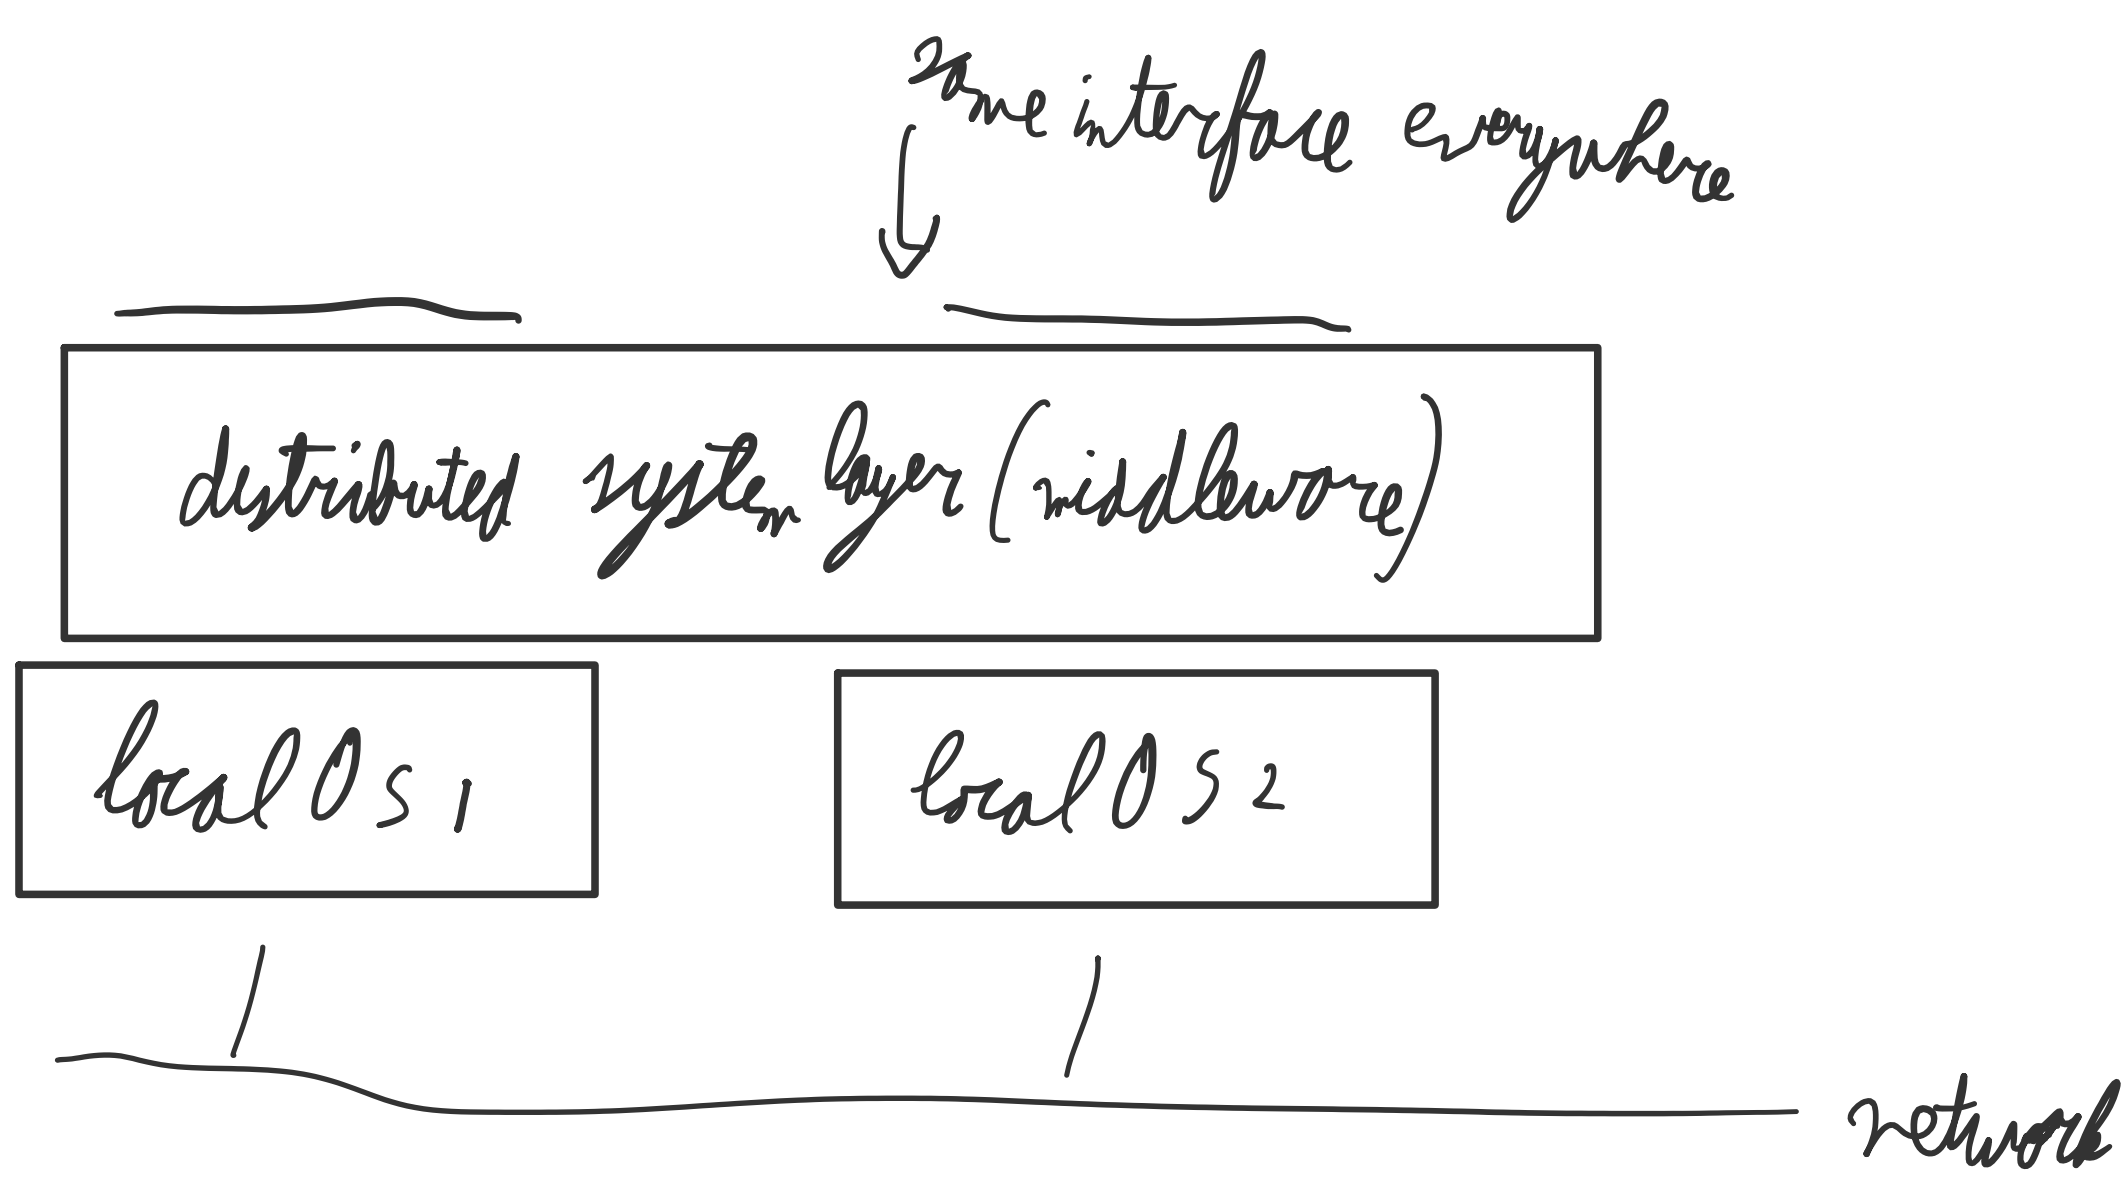 same interface everywhere
distributed system layer (middleware)
local OS 1
local OS 2
network